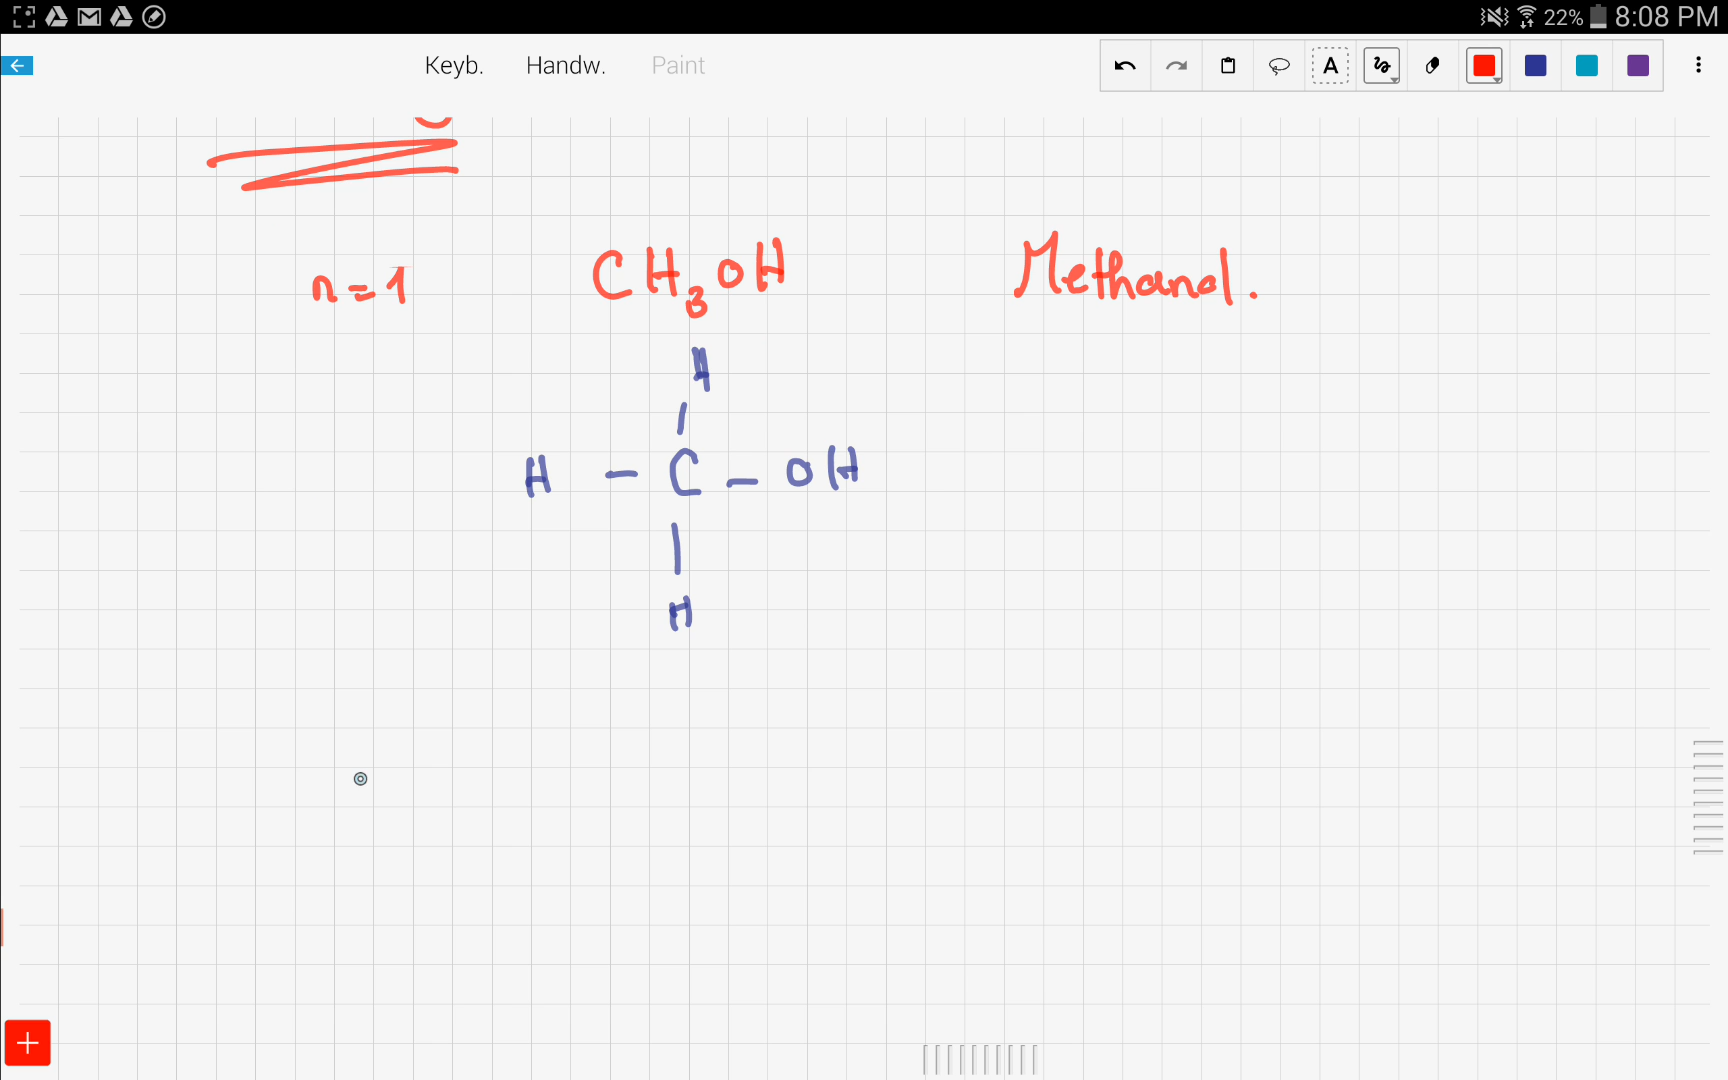 22% 8:08 PM
Keyb. Handw. Paint A
n=1 CH₃OH Methanol.
H
H - C - OH
H